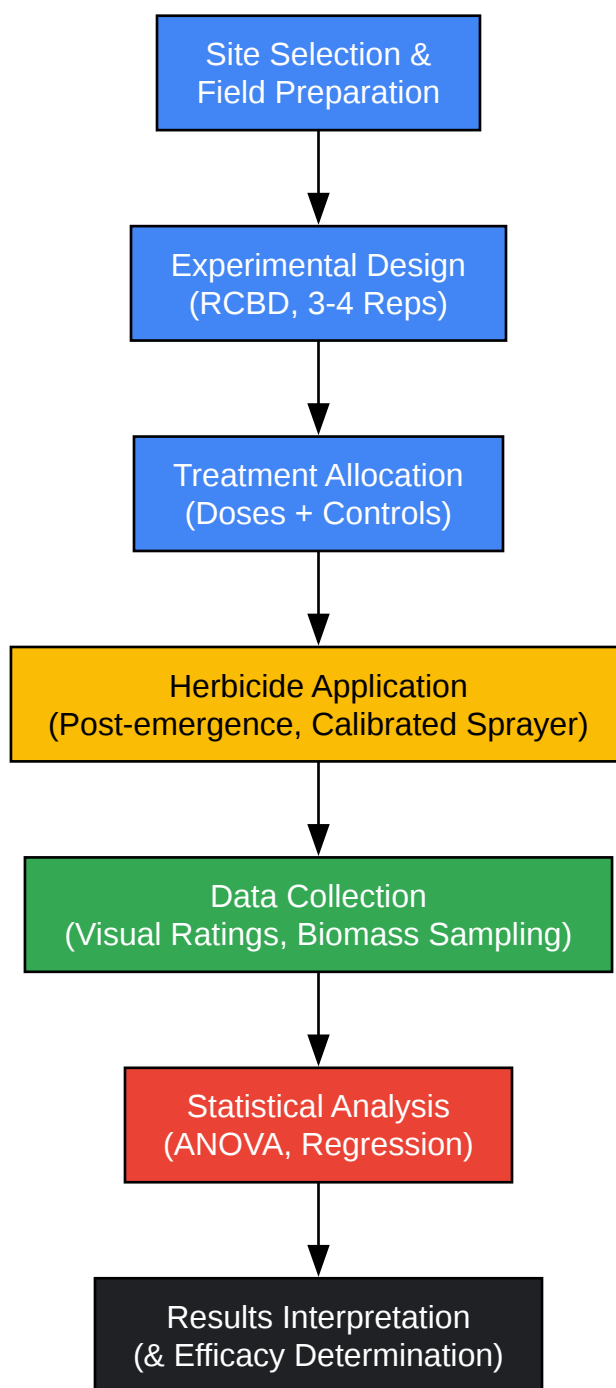 Site Selection &
Field Preparation
Experimental Design
(RCBD, 3-4 Reps)
Treatment Allocation
(Doses + Controls)
Herbicide Application
(Post-emergence, Calibrated Sprayer)
Data Collection
(Visual Ratings, Biomass Sampling)
Statistical Analysis
(ANOVA, Regression)
Results Interpretation
(& Efficacy Determination)